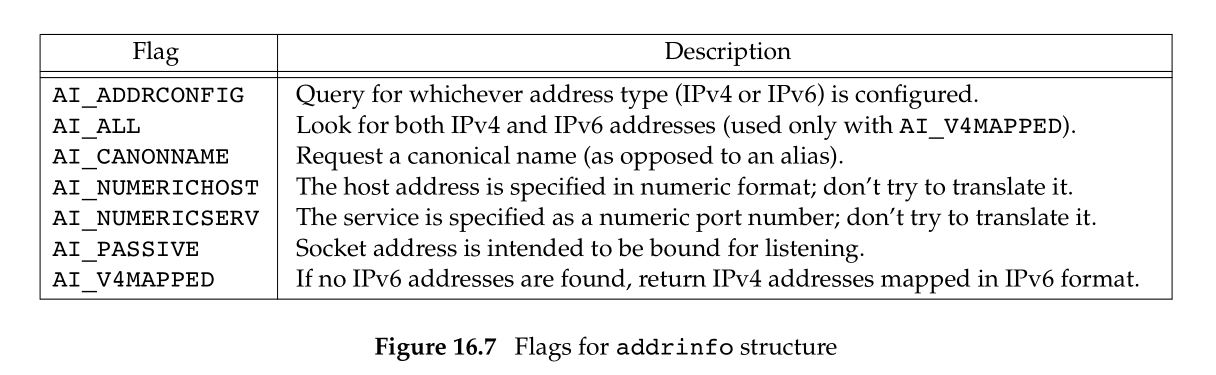 Flag Description
AI_ADDRCONFIG Query for whichever address type (IPv4 or IPv6) is configured.
AI_ALL Look for both IPv4 and IPv6 addresses (used only with AI_V4MAPPED).
AI_CANONNAME Request a canonical name (as opposed to an alias).
AI_NUMERICHOST The host address is specified in numeric format; don't try to translate it.
AI_NUMERICSERV The service is specified as a numeric port number; don't try to translate it.
AI_PASSIVE Socket address is intended to be bound for listening.
AI_V4MAPPED If no IPv6 addresses are found, return IPv4 addresses mapped in IPv6 format.
Figure 16.7 Flags for addrinfo structure